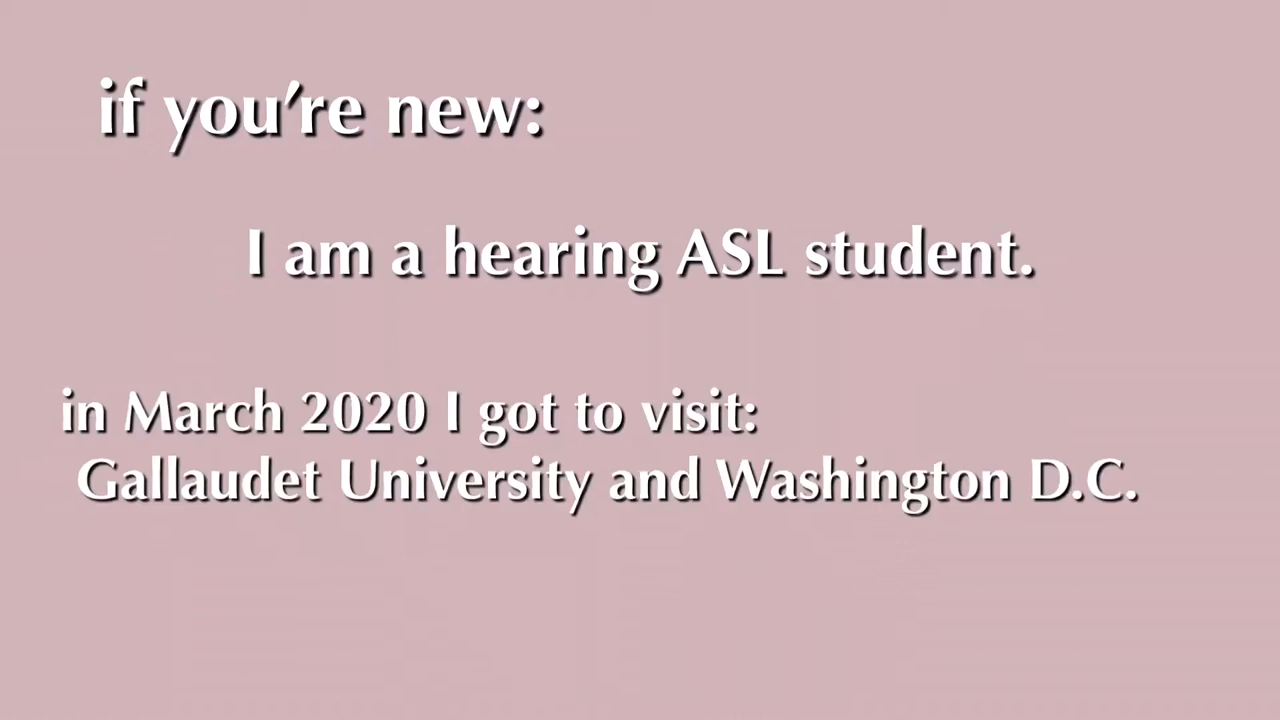 if you’re new:
I am a hearing ASL student.
in March 2020 I got to visit:
Gallaudet University and Washington D.C.